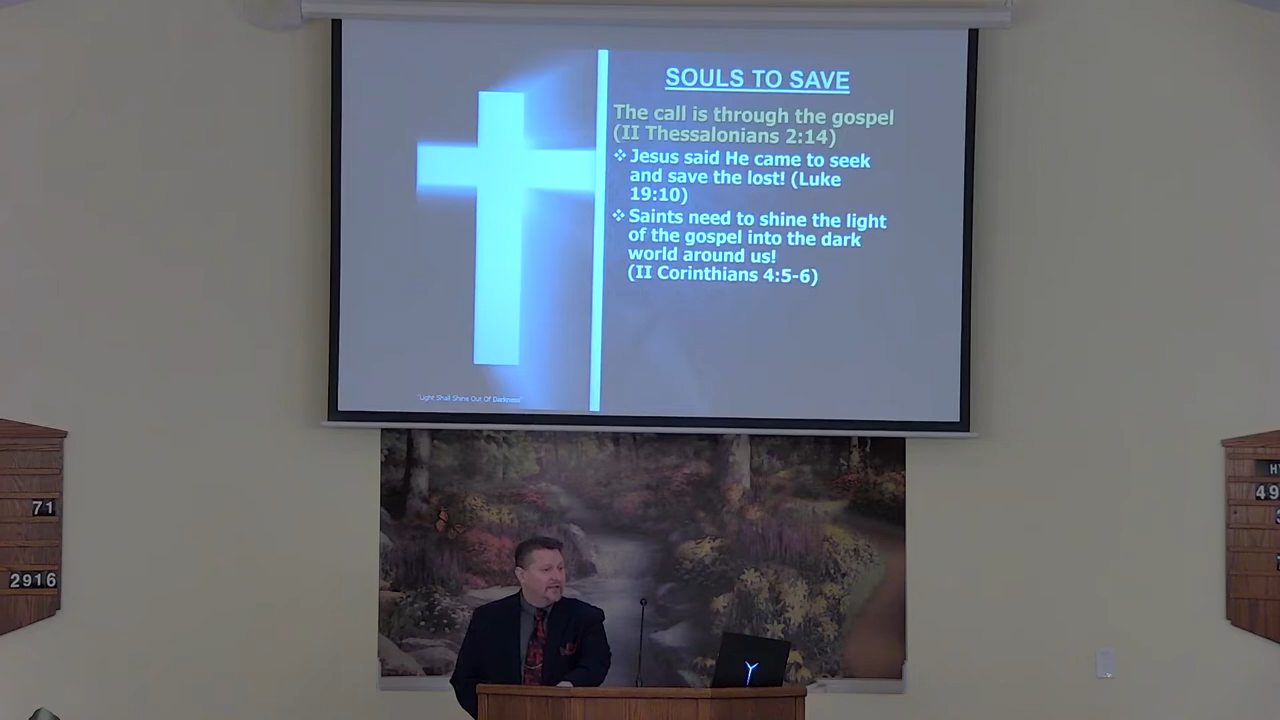 SOULS TO SAVE
The call is through the gospel
(II Thessalonians 2:14)
❖ Jesus said He came to seek
and save the lost! (Luke
19:10)
❖ Saints need to shine the light
of the gospel into the dark
world around us!
(II Corinthians 4:5-6)
"Light Shall Shine Out Of Darkness"
71
2916
H
49